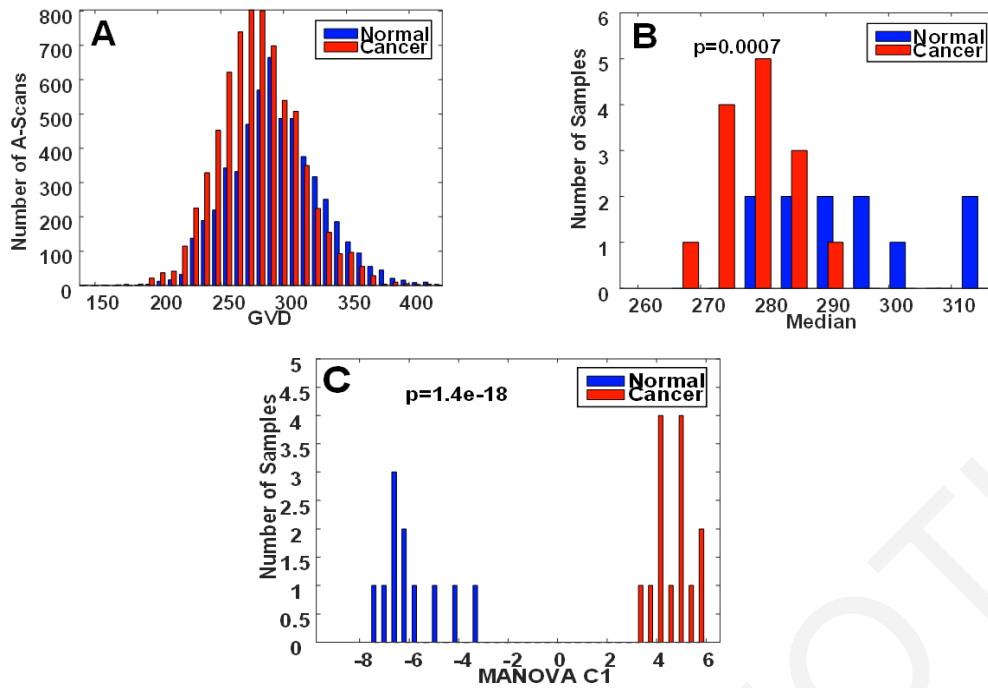 A
Normal
Cancer
800
700
600
500
400
300
200
100
0
150 200 250 300 350 400
GVD
Number of A-Scans
B
p=0.0007
Normal
Cancer
6
5
4
3
2
1
0
260 270 280 290 300 310
Median
Number of Samples
C
p=1.4e-18
Normal
Cancer
5
4.5
4
3.5
3
2.5
2
1.5
1
0.5
0
-8 -6 -4 -2 0 2 4 6
MANOVA C1
Number of Samples